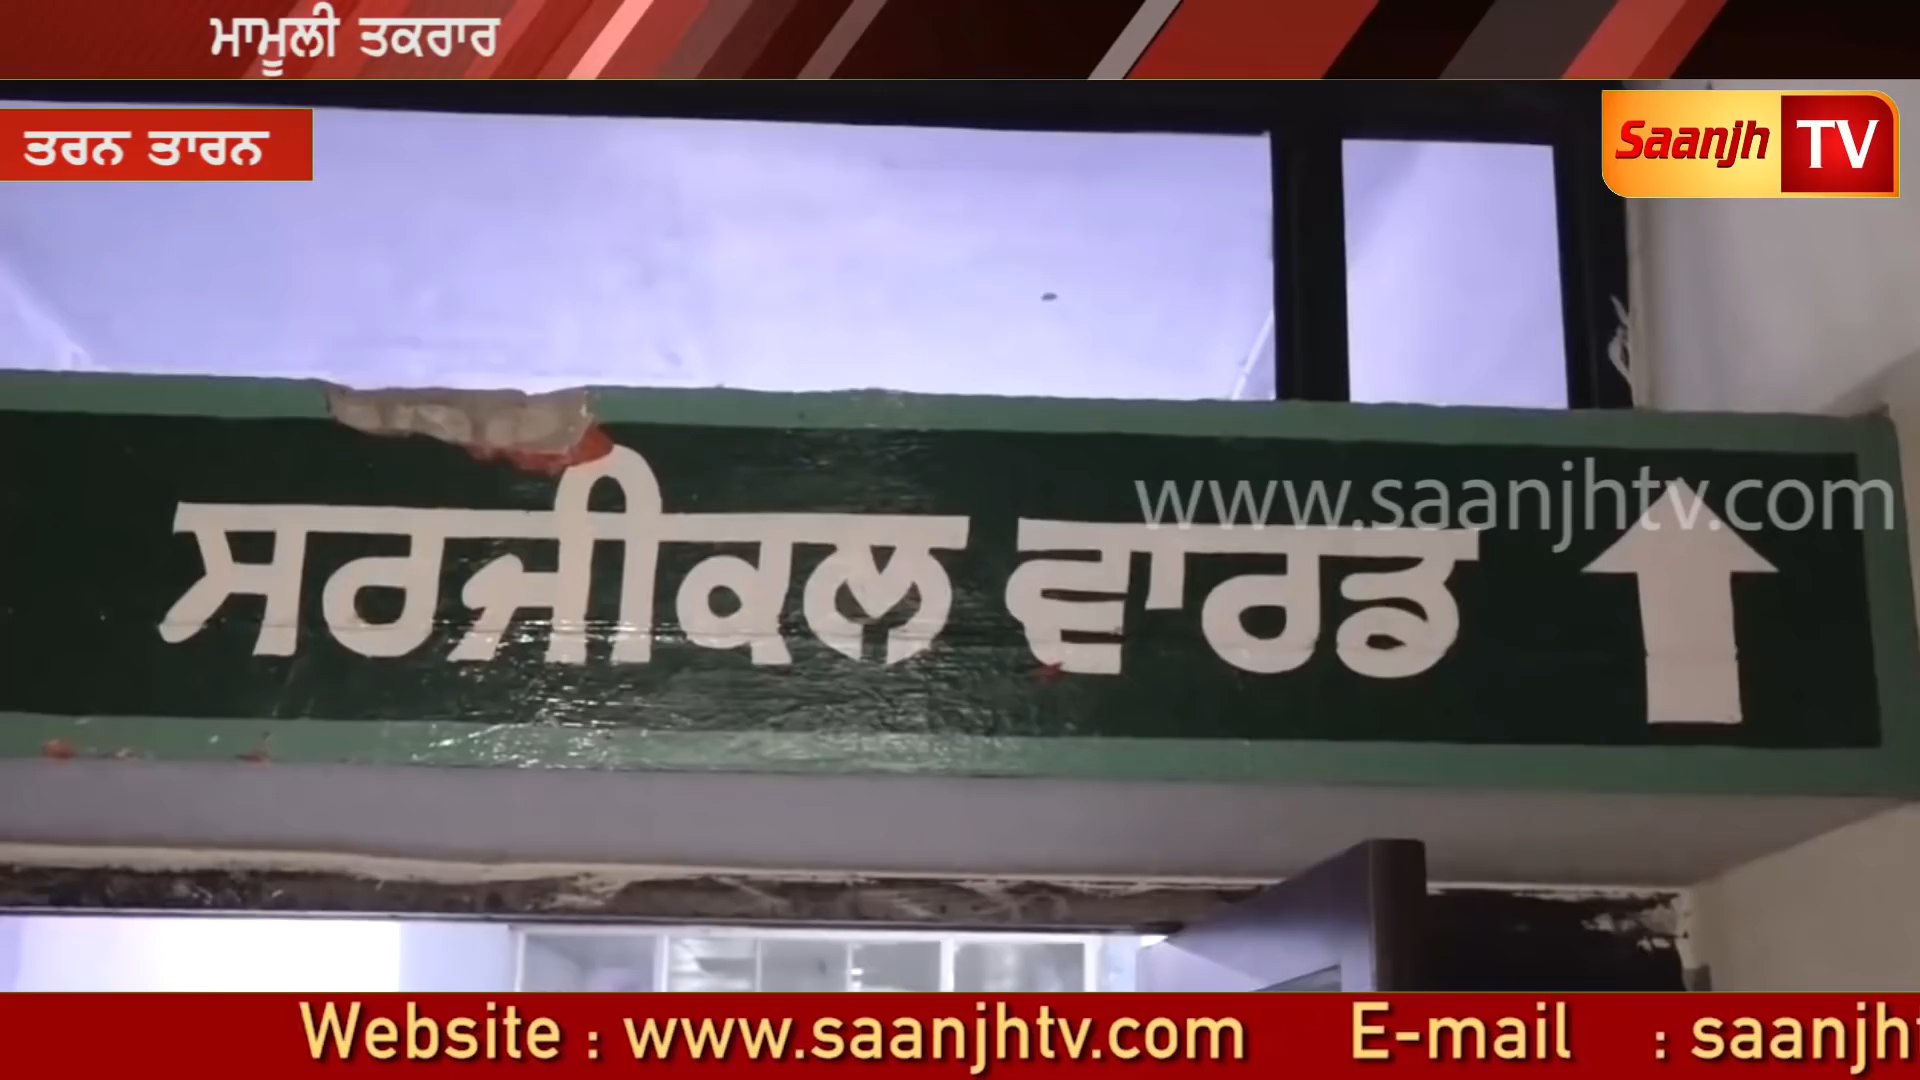 ਮਾਮੂਲੀ ਤਕਰਾਰ
ਤਰਨ ਤਾਰਨ
Saanjh TV
www.saanjhtv.com
ਸਰਜੀਕਲ ਵਾਰਡ
Website : www.saanjhtv.com E-mail : saanjh